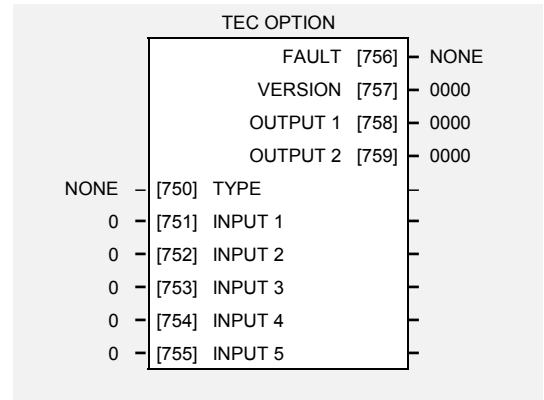 TEC OPTION
FAULT [756] – NONE
VERSION [757] – 0000
OUTPUT 1 [758] – 0000
OUTPUT 2 [759] – 0000
NONE – [750] TYPE –
0 – [751] INPUT 1 –
0 – [752] INPUT 2 –
0 – [753] INPUT 3 –
0 – [754] INPUT 4 –
0 – [755] INPUT 5 –